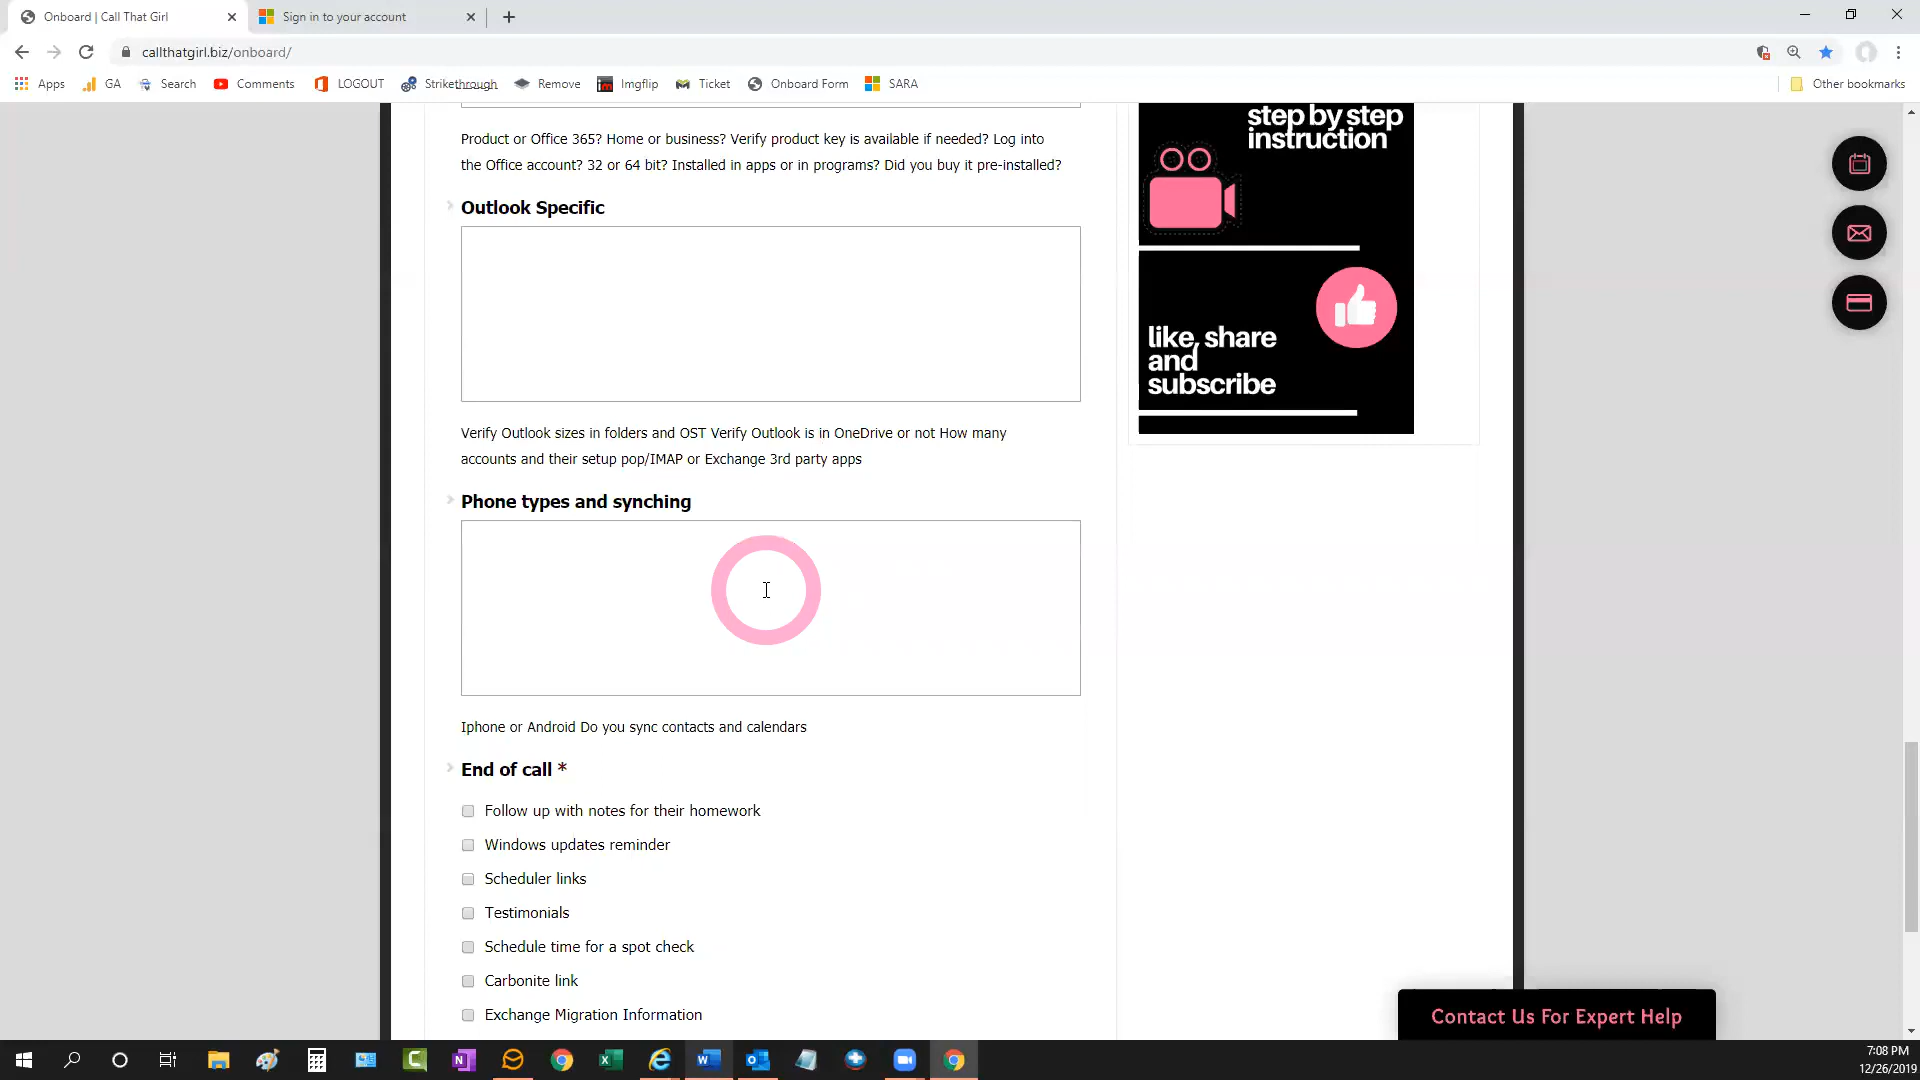 Onboard | Call That Girl
Sign in to your account
callthatgirl.biz/onboard/
Apps GA Search Comments LOGOUT Strikethrough Remove Imgflip Ticket Onboard Form SARA Other bookmarks
Product or Office 365? Home or business? Verify product key is available if needed? Log into
the Office account? 32 or 64 bit? Installed in apps or in programs? Did you buy it pre-installed?
Outlook Specific
Verify Outlook sizes in folders and OST Verify Outlook is in OneDrive or not How many
accounts and their setup pop/IMAP or Exchange 3rd party apps
Phone types and synching
Iphone or Android Do you sync contacts and calendars
End of call *
Follow up with notes for their homework
Windows updates reminder
Scheduler links
Testimonials
Schedule time for a spot check
Carbonite link
Exchange Migration Information
step by step
instruction
like, share
and
subscribe
Contact Us For Expert Help
7:08 PM
12/26/2019